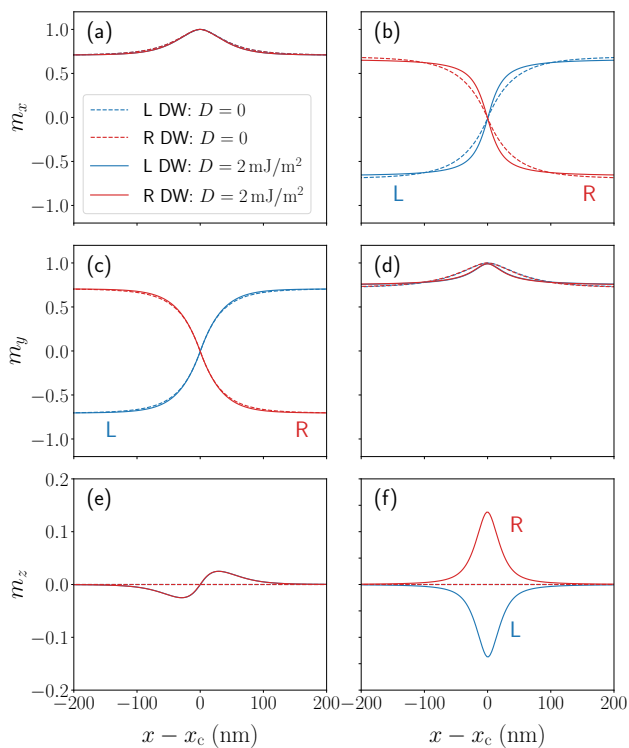 (a)
(b)
1.0
0.5
0.0
−0.5
−1.0
m_x
L DW: D = 0
R DW: D = 0
L DW: D = 2 mJ/m²
R DW: D = 2 mJ/m²
L
R
(c)
(d)
1.0
0.5
0.0
−0.5
−1.0
m_y
L
R
(e)
(f)
0.2
0.1
0.0
−0.1
−0.2
m_z
R
L
−200 −100 0 100 200
−200 −100 0 100 200
x − x_c (nm)
x − x_c (nm)